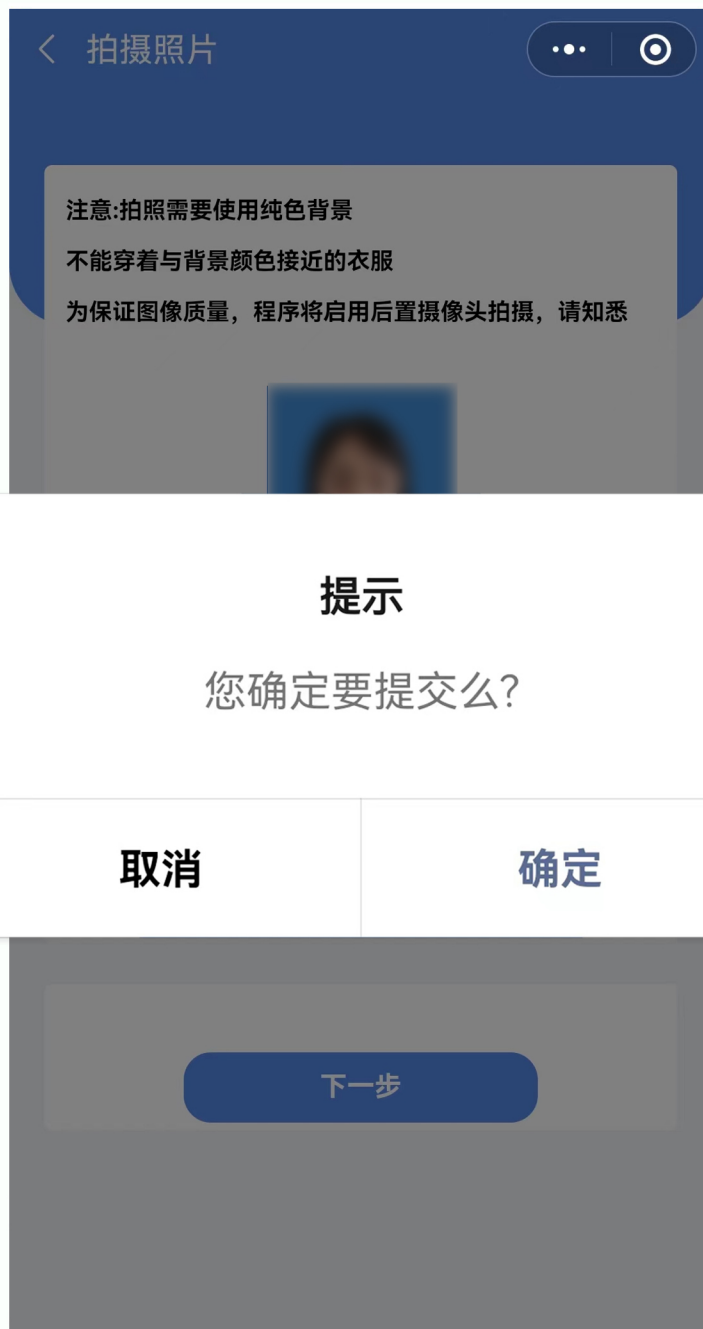 拍摄照片
注意:拍照需要使用纯色背景
不能穿着与背景颜色接近的衣服
为保证图像质量，程序将启用后置摄像头拍摄，请知悉
提示
您确定要提交么?
取消
确定
下一步